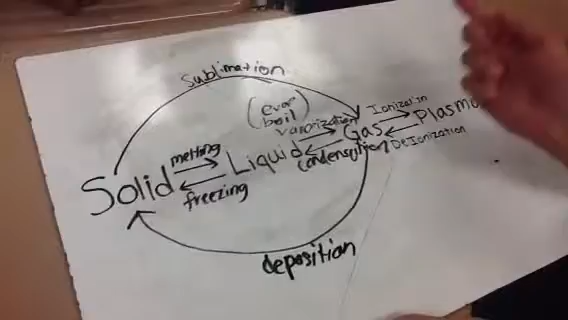 Sublimation
(evap
boil)
vaporization
Ionization
melting
Solid
Liquid
Gas
Plasma
freezing
condensation
DeIonization
deposition